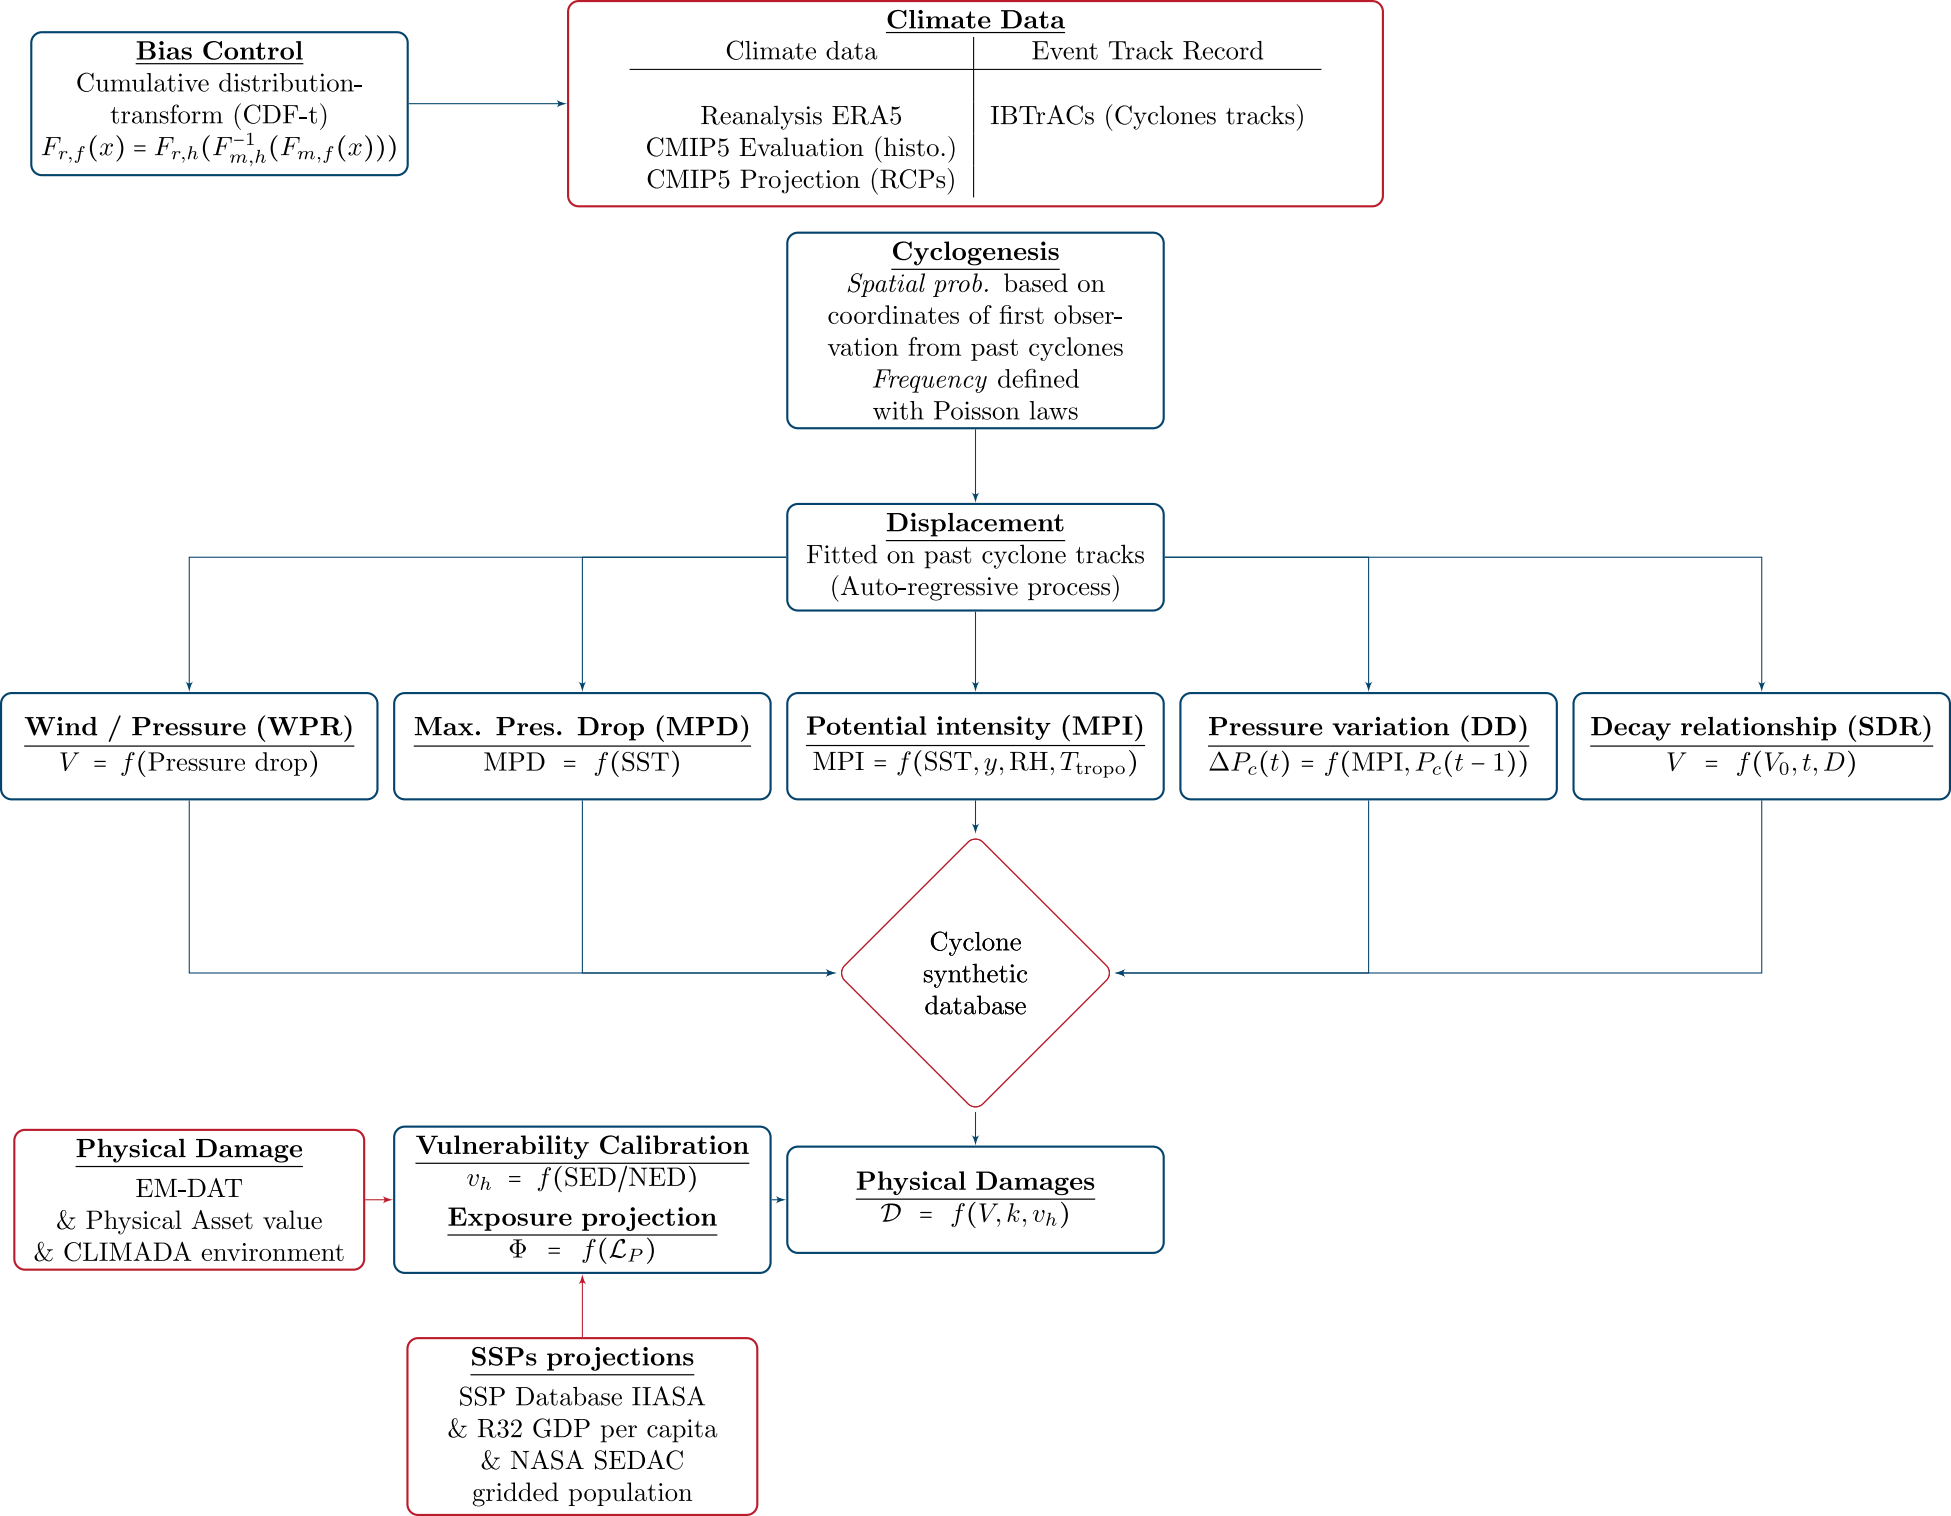 Bias Control
Cumulative distribution-
transform (CDF-t)
F_{r,f}(x) = F_{r,h}(F_{m,h}^{-1}(F_{m,f}(x)))
Climate Data
Climate data	Event Track Record
Reanalysis ERA5	IBTrACs (Cyclones tracks)
CMIP5 Evaluation (histo.)
CMIP5 Projection (RCPs)
Cyclogenesis
Spatial prob. based on
coordinates of first obser-
vation from past cyclones
Frequency defined
with Poisson laws
Displacement
Fitted on past cyclone tracks
(Auto-regressive process)
Wind / Pressure (WPR)
V = f(Pressure drop)
Max. Pres. Drop (MPD)
MPD = f(SST)
Potential intensity (MPI)
MPI = f(SST, y, RH, T_{tropo})
Pressure variation (DD)
ΔP_c(t) = f(MPI, P_c(t − 1))
Decay relationship (SDR)
V = f(V_0, t, D)
Cyclone
synthetic
database
Physical Damage
EM-DAT
& Physical Asset value
& CLIMADA environment
Vulnerability Calibration
v_h = f(SED/NED)
Exposure projection
Φ = f(ℒ_P)
Physical Damages
𝒟 = f(V, k, v_h)
SSPs projections
SSP Database IIASA
& R32 GDP per capita
& NASA SEDAC
gridded population